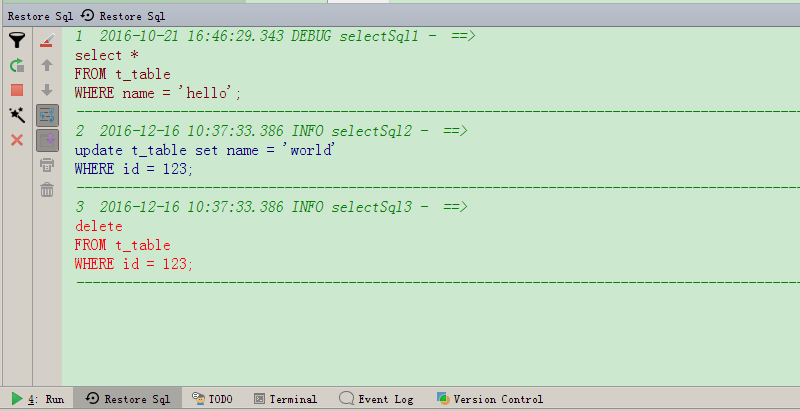 Restore Sql Restore Sql
1 2016-10-21 16:46:29.343 DEBUG selectSql1 - ==>
select *
FROM t_table
WHERE name = 'hello';
--------------------------------------------------------------------------------
2 2016-12-16 10:37:33.386 INFO selectSql2 - ==>
update t_table set name = 'world'
WHERE id = 123;
--------------------------------------------------------------------------------
3 2016-12-16 10:37:33.386 INFO selectSql3 - ==>
delete
FROM t_table
WHERE id = 123;
--------------------------------------------------------------------------------
4: Run Restore Sql TODO Terminal Event Log Version Control